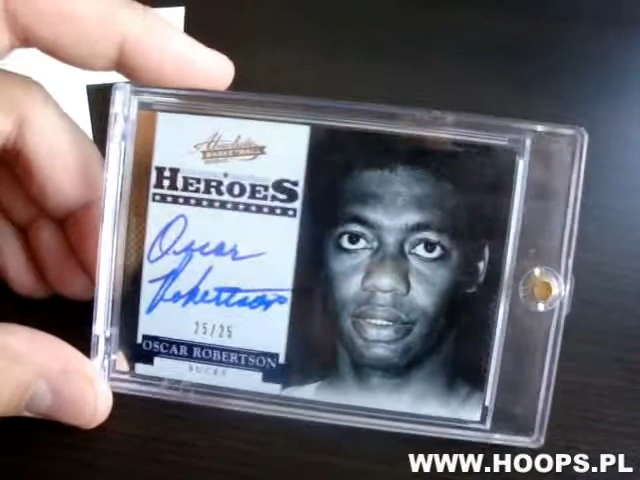 Absolute
BASKETBALL
HEROES
Oscar
Robertson
25/25
OSCAR ROBERTSON
BUCKS
WWW.HOOPS.PL